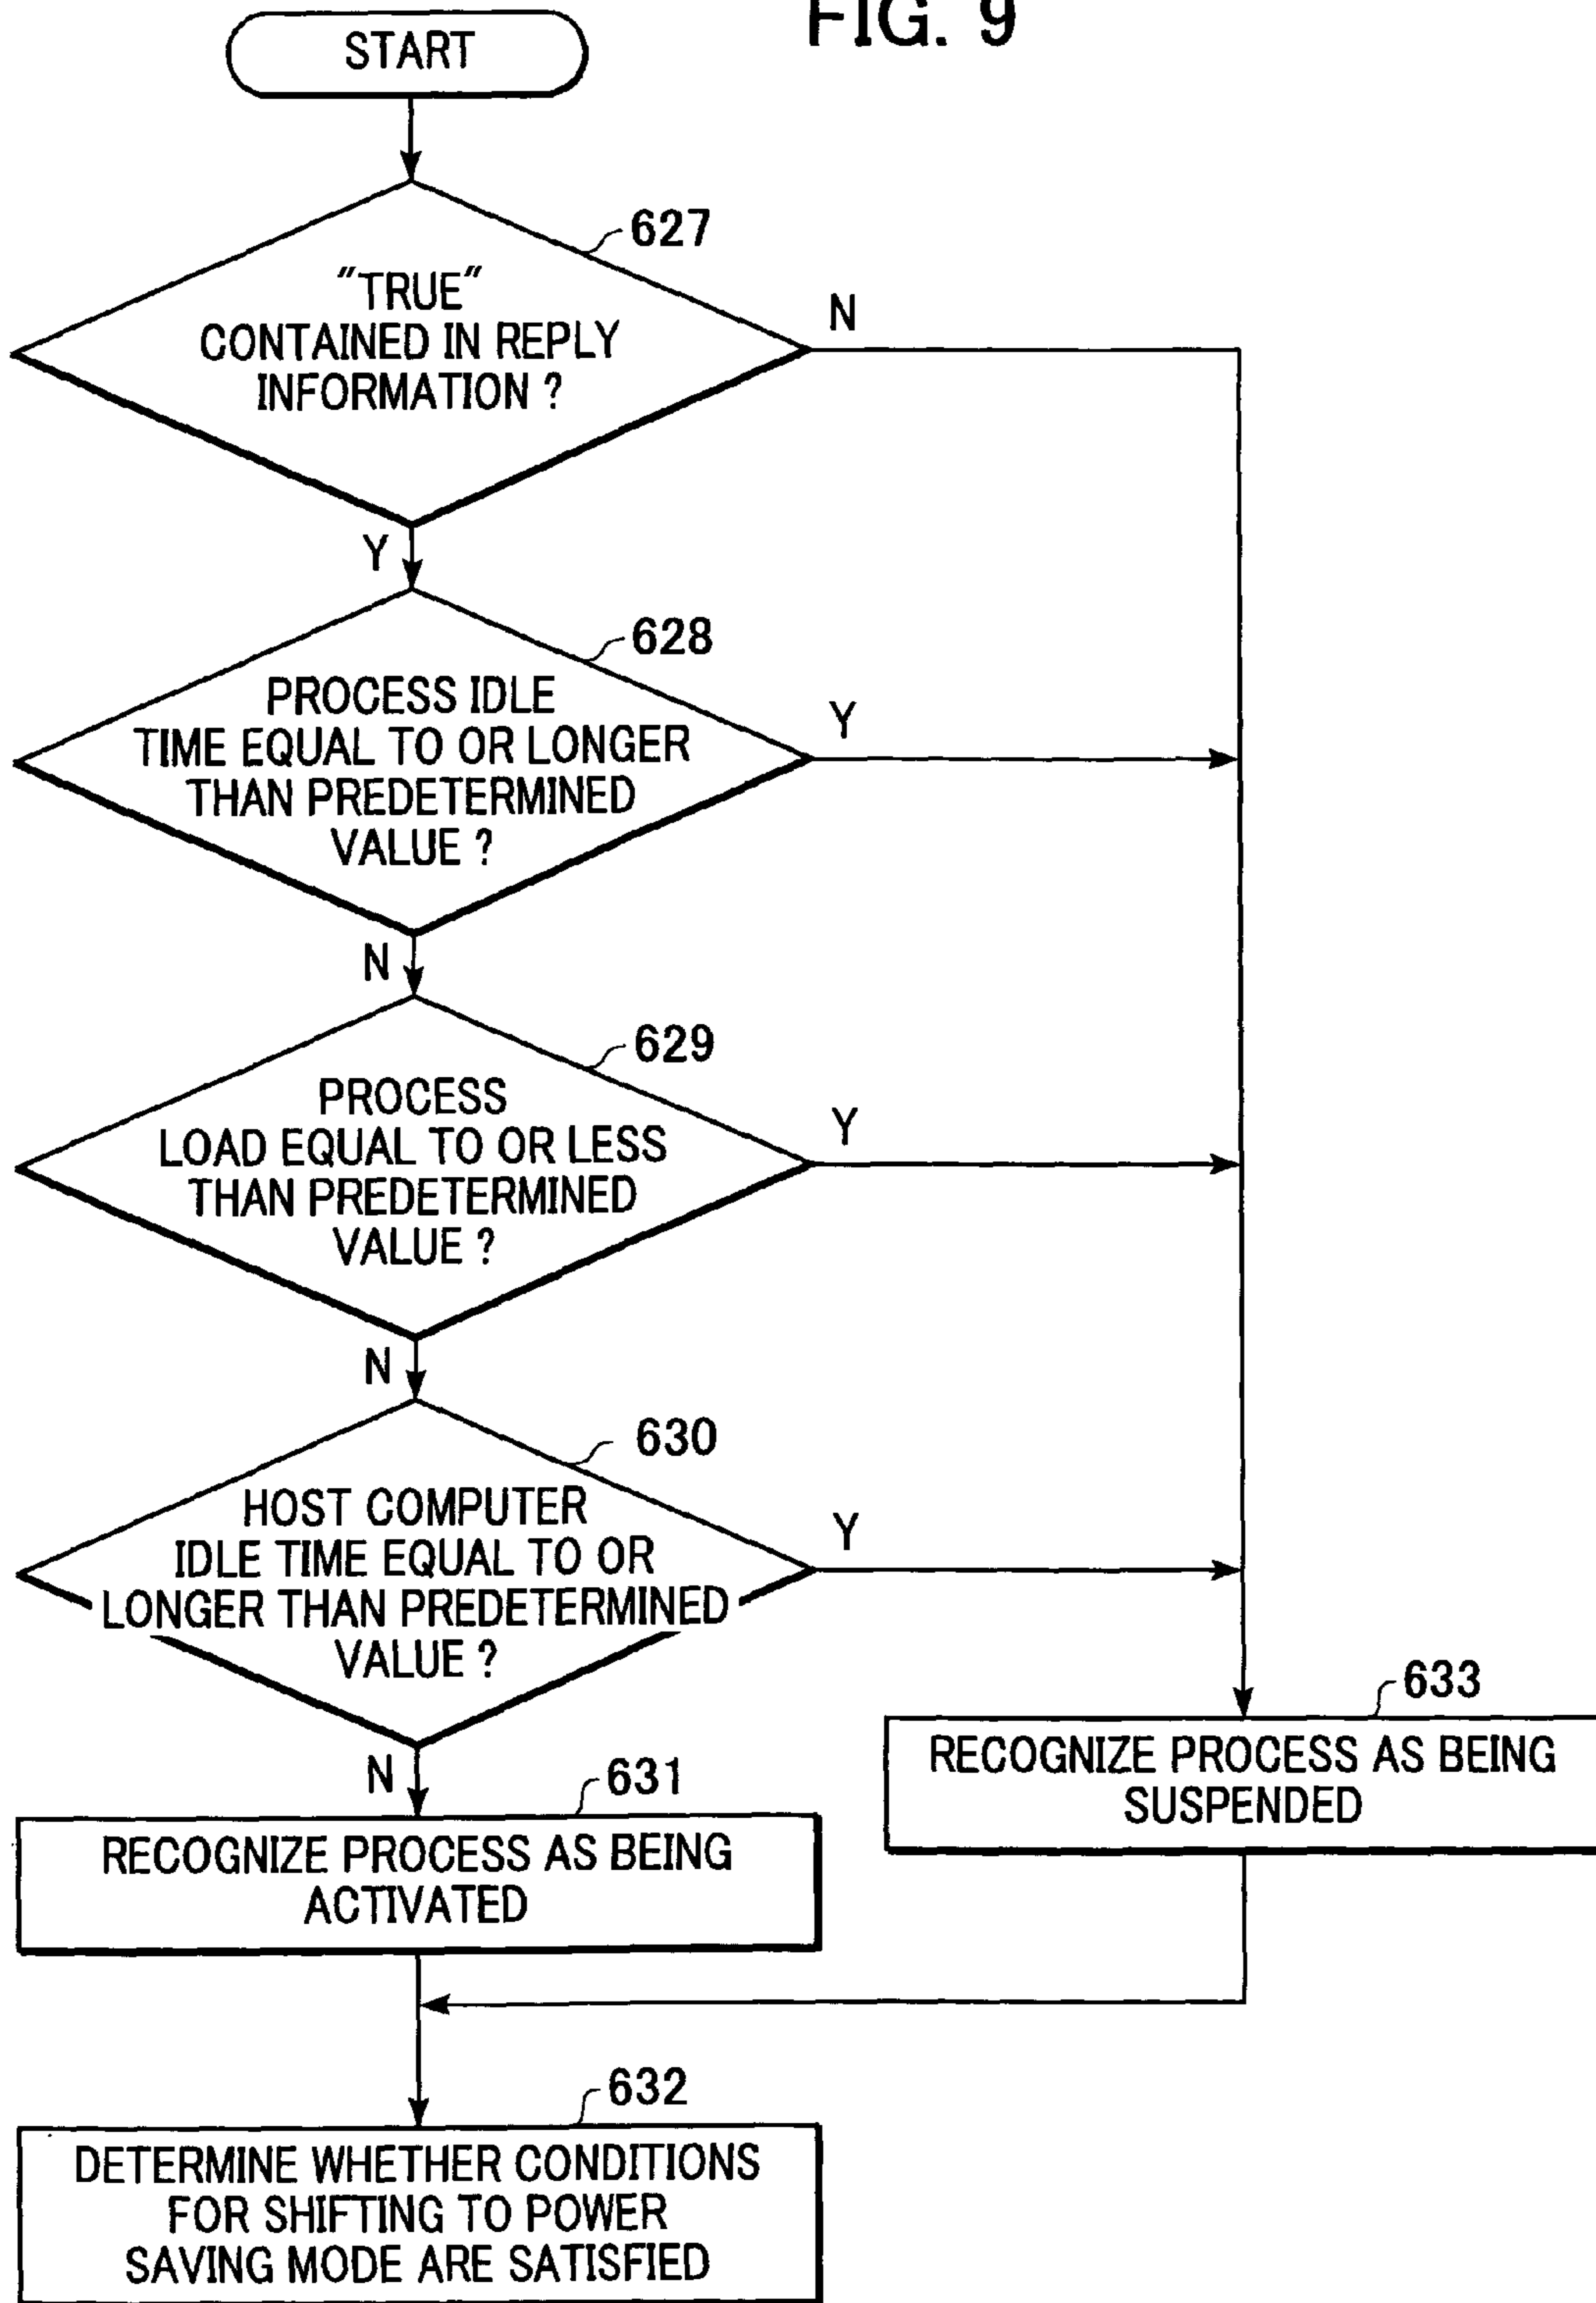 FIG. 9
START
627
"TRUE"
CONTAINED IN REPLY
INFORMATION ?
N
Y
628
PROCESS IDLE
TIME EQUAL TO OR LONGER
THAN PREDETERMINED
VALUE ?
Y
N
629
PROCESS
LOAD EQUAL TO OR LESS
THAN PREDETERMINED
VALUE ?
Y
N
630
HOST COMPUTER
IDLE TIME EQUAL TO OR
LONGER THAN PREDETERMINED
VALUE ?
Y
N
633
RECOGNIZE PROCESS AS BEING
SUSPENDED
631
RECOGNIZE PROCESS AS BEING
ACTIVATED
632
DETERMINE WHETHER CONDITIONS
FOR SHIFTING TO POWER
SAVING MODE ARE SATISFIED